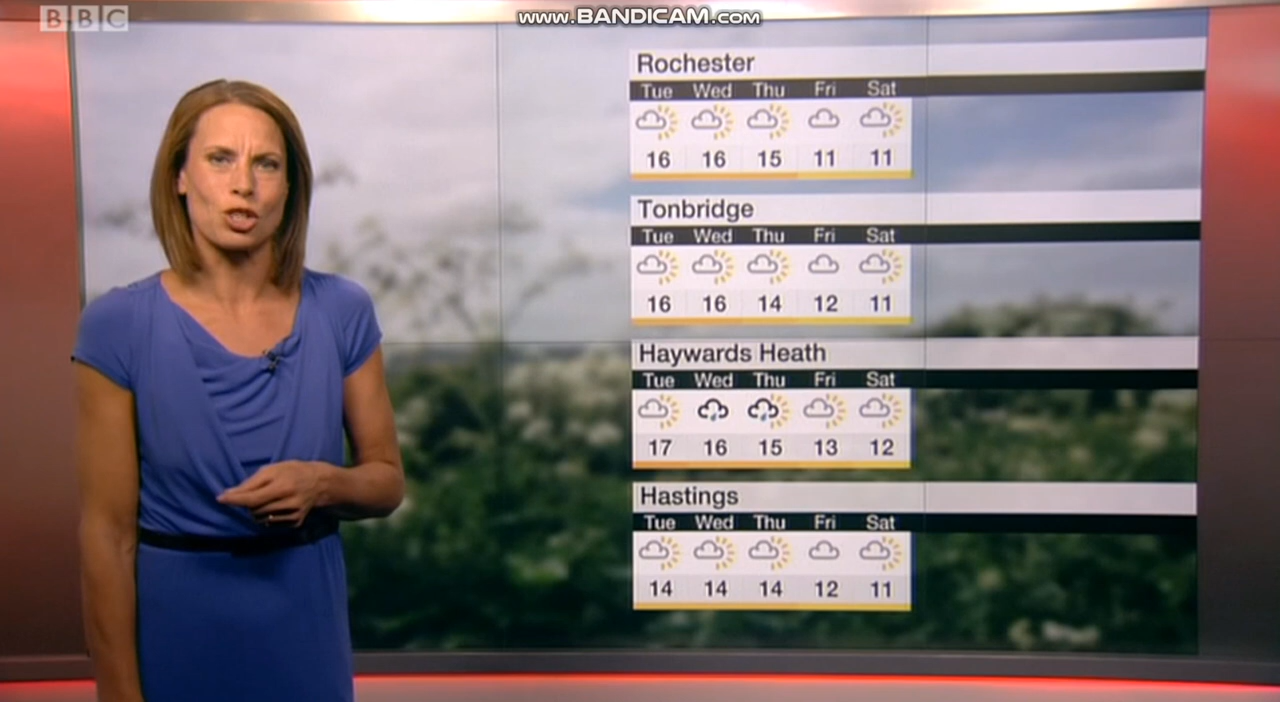 BBC
www.BANDICAM.com
Rochester
Tue Wed Thu Fri Sat
16 16 15 11 11
Tonbridge
Tue Wed Thu Fri Sat
16 16 14 12 11
Haywards Heath
Tue Wed Thu Fri Sat
17 16 15 13 12
Hastings
Tue Wed Thu Fri Sat
14 14 14 12 11